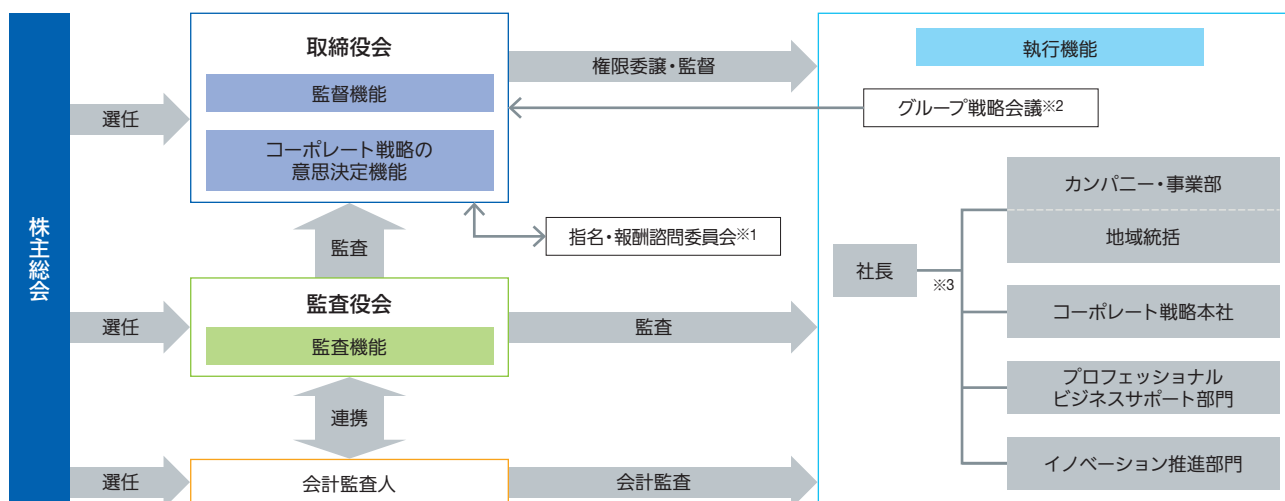 株主総会
選任
選任
選任
取締役会
監督機能
コーポレート戦略の
意思決定機能
監査
監査役会
監査機能
連携
会計監査人
権限委譲・監督
グループ戦略会議※2
指名・報酬諮問委員会※1
監査
会計監査
執行機能
社長
※3
カンパニー・事業部
地域統括
コーポレート戦略本社
プロフェッショナル
ビジネスサポート部門
イノベーション推進部門